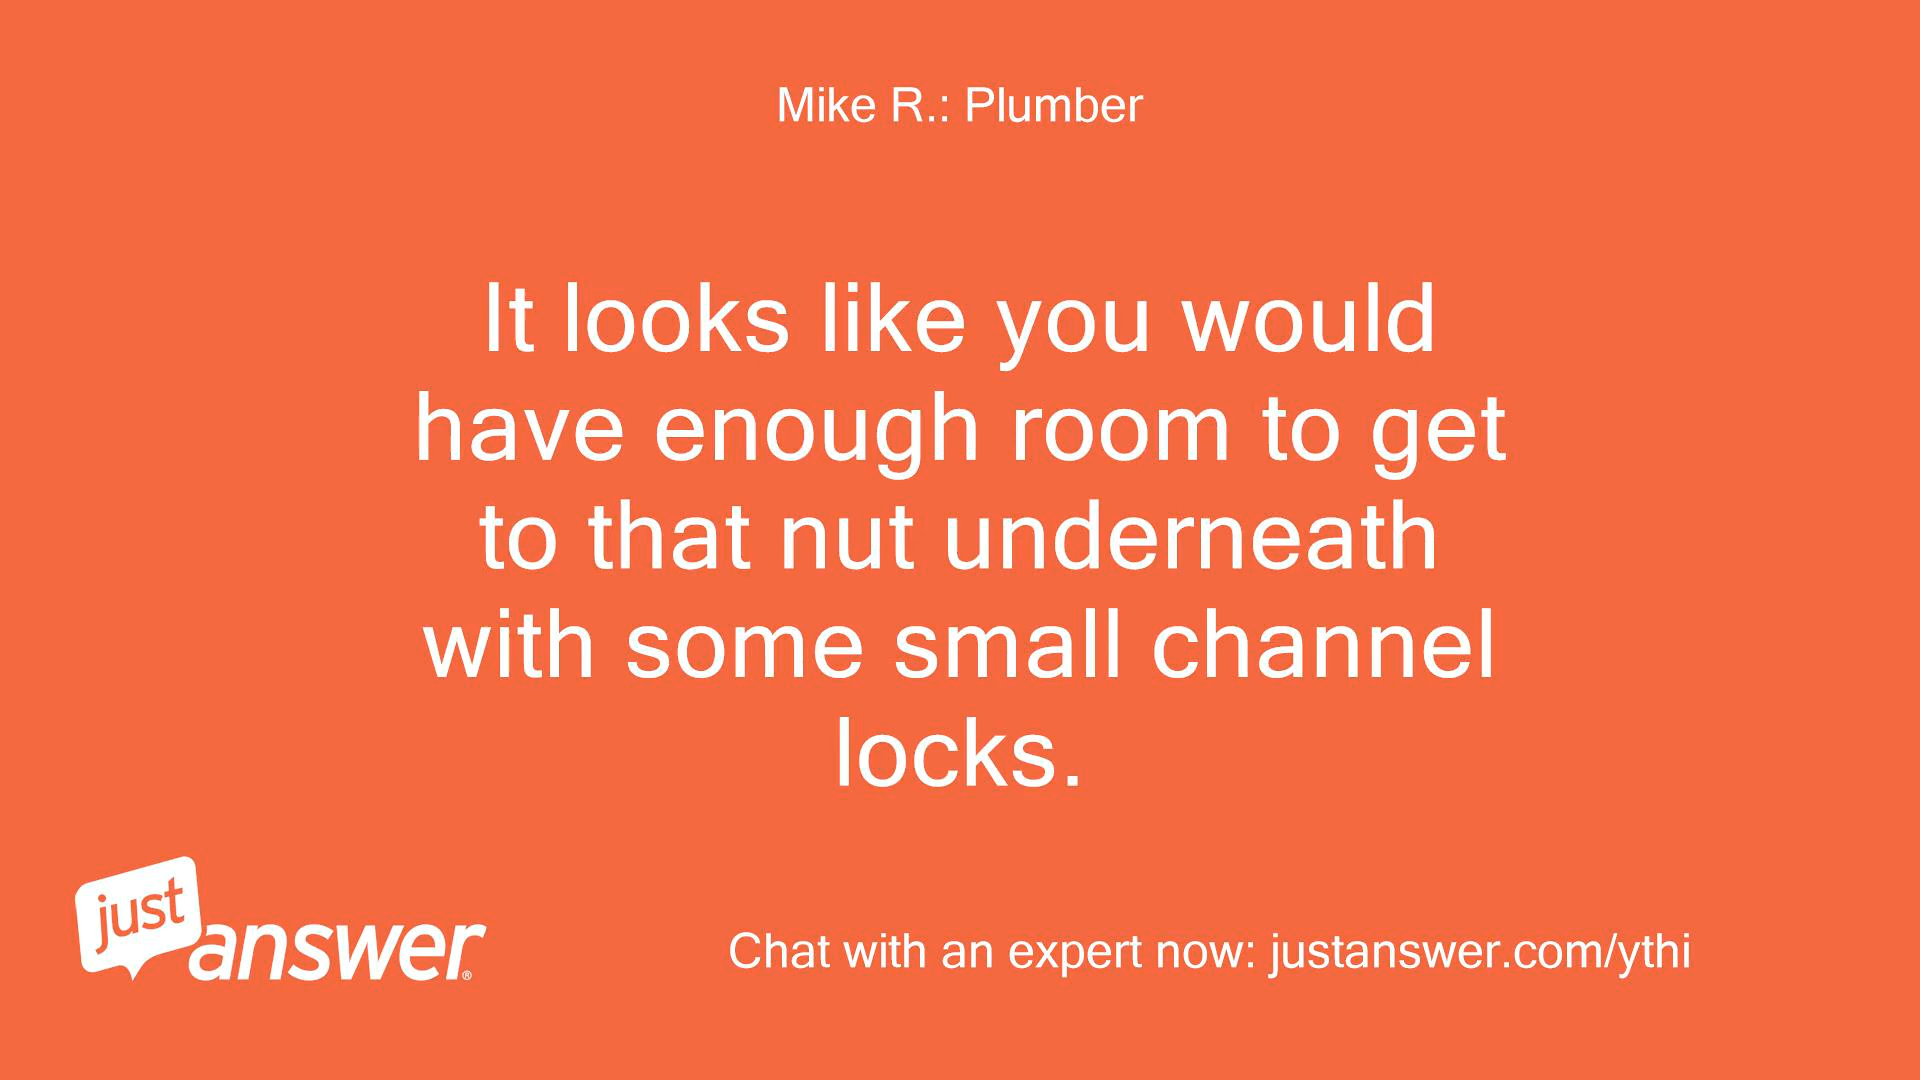 Mike R.: Plumber
It looks like you would
have enough room to get
to that nut underneath
with some small channel
locks.
just
answer®
Chat with an expert now: justanswer.com/ythi